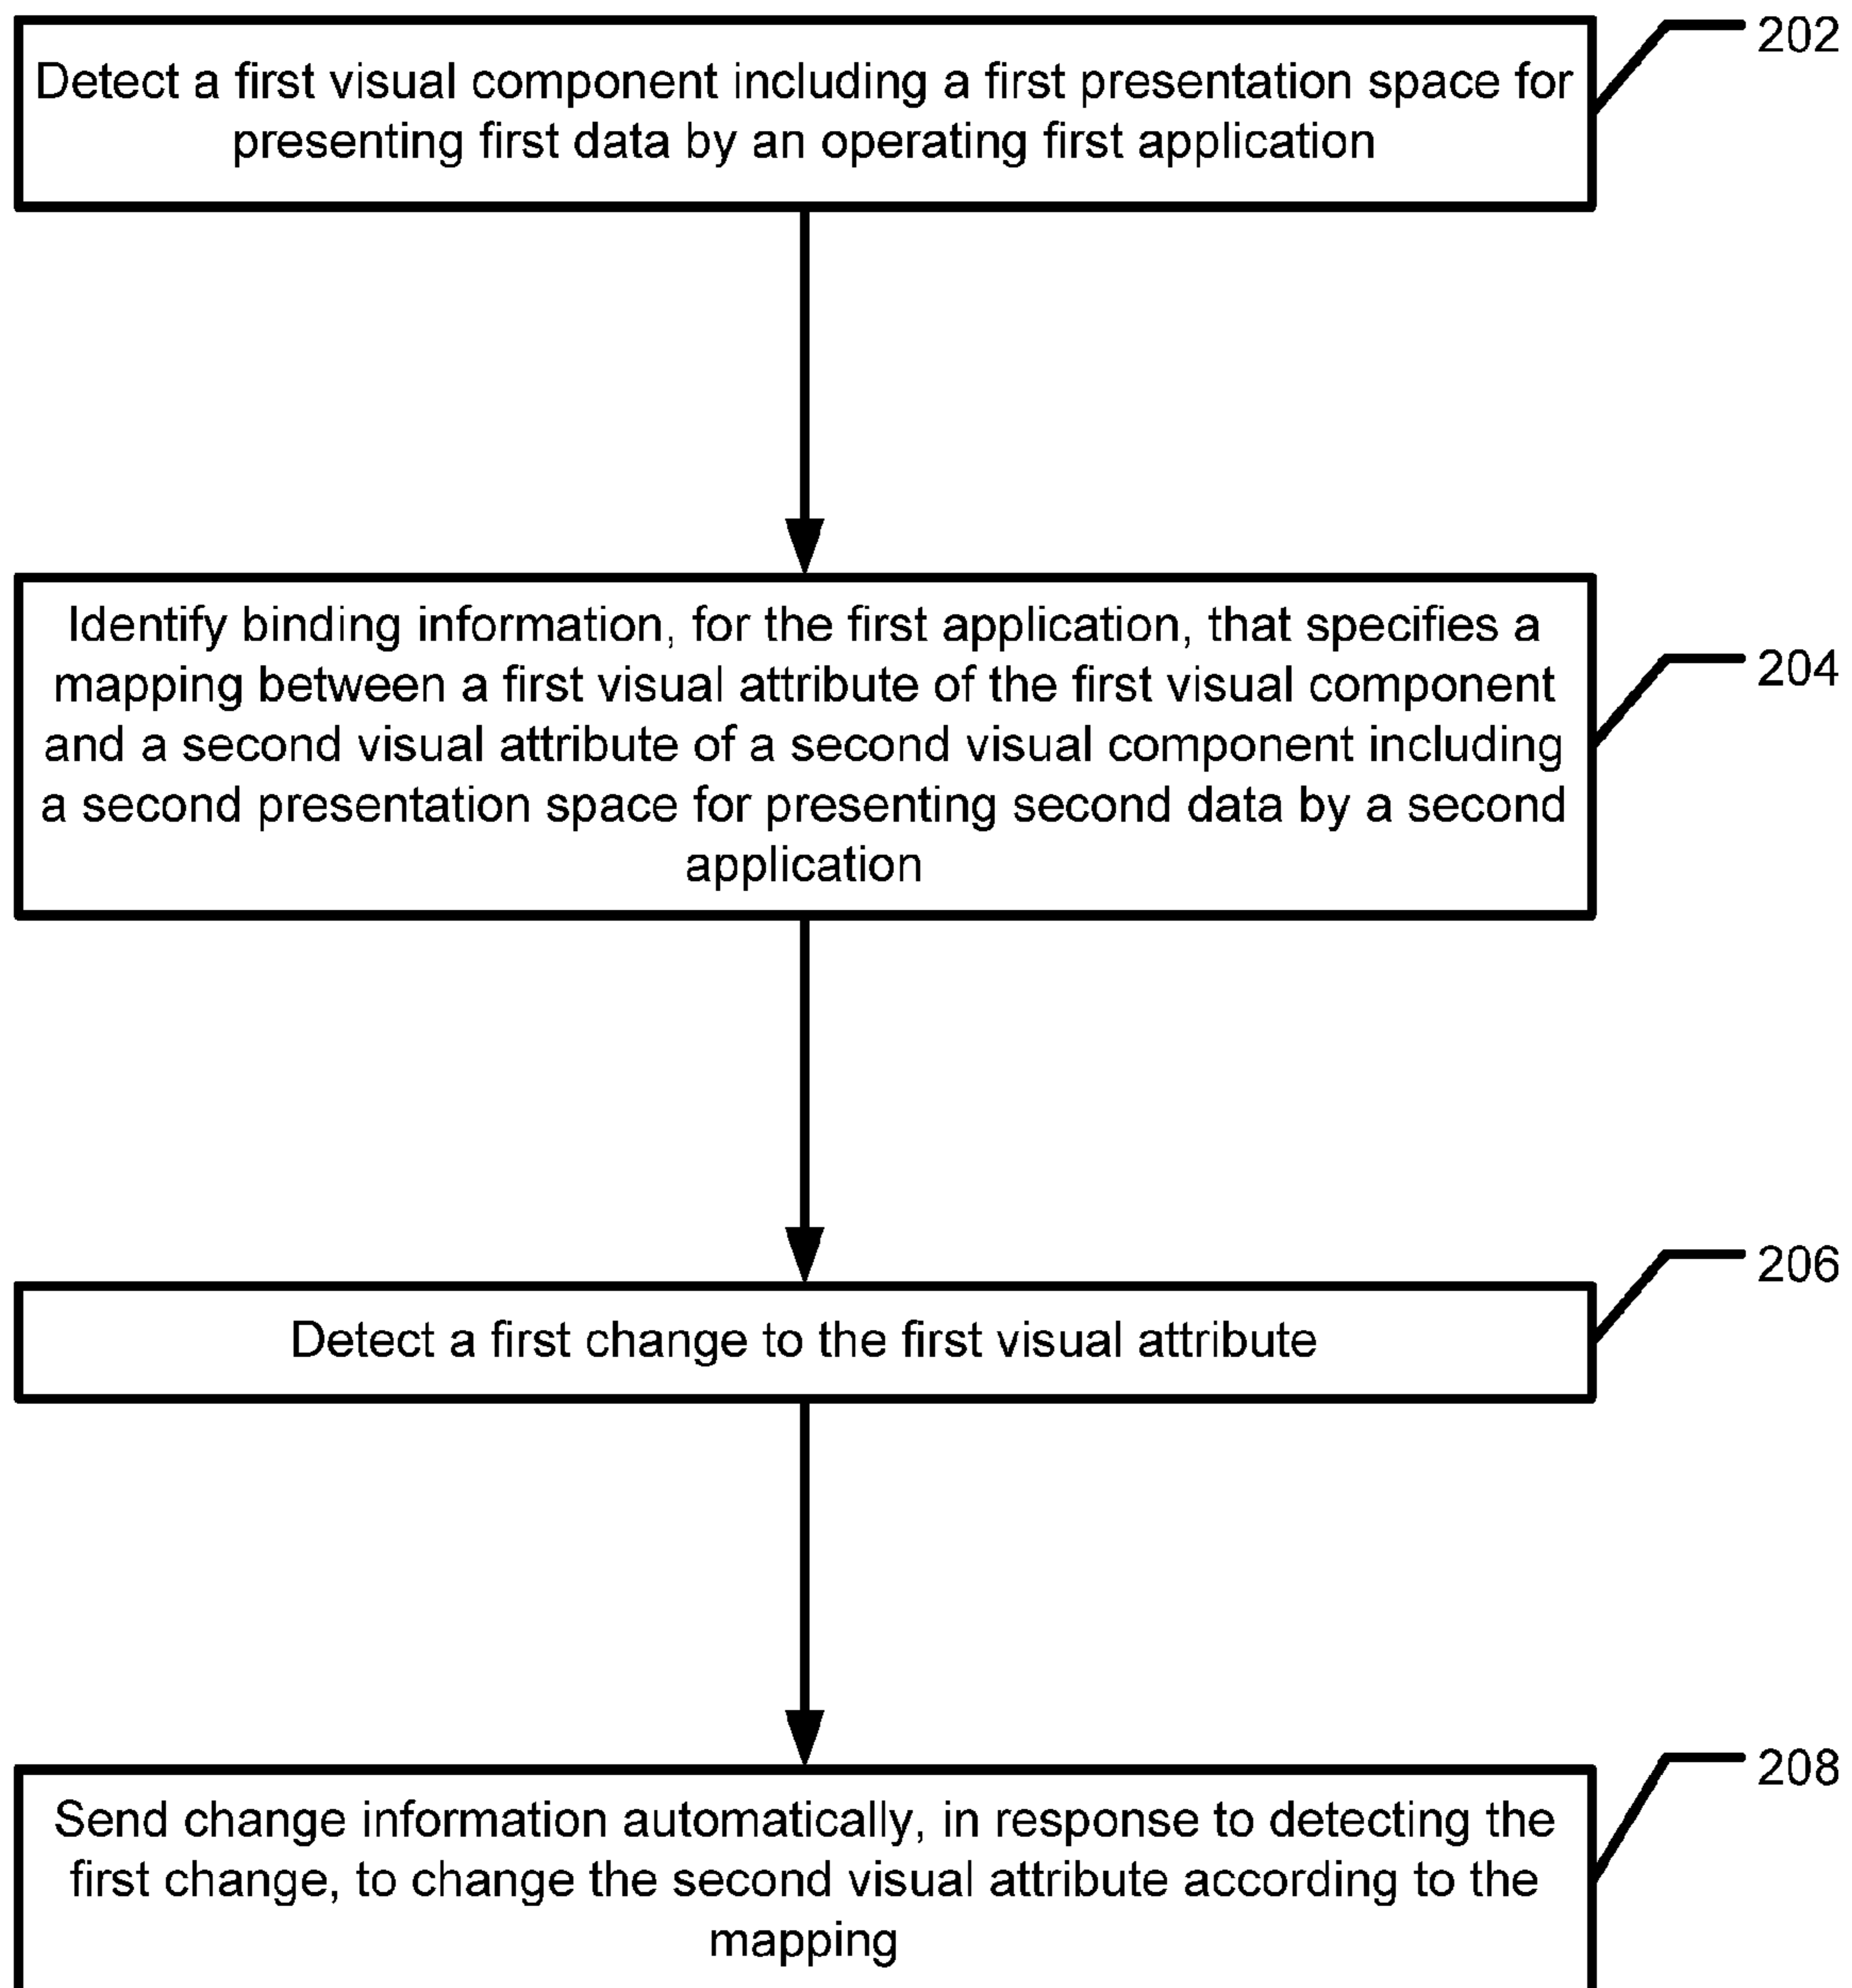 202
Detect a first visual component including a first presentation space for
presenting first data by an operating first application
Identify binding information, for the first application, that specifies a
mapping between a first visual attribute of the first visual component
and a second visual attribute of a second visual component including
a second presentation space for presenting second data by a second
application
204
206
Detect a first change to the first visual attribute
208
Send change information automatically, in response to detecting the
first change, to change the second visual attribute according to the
mapping